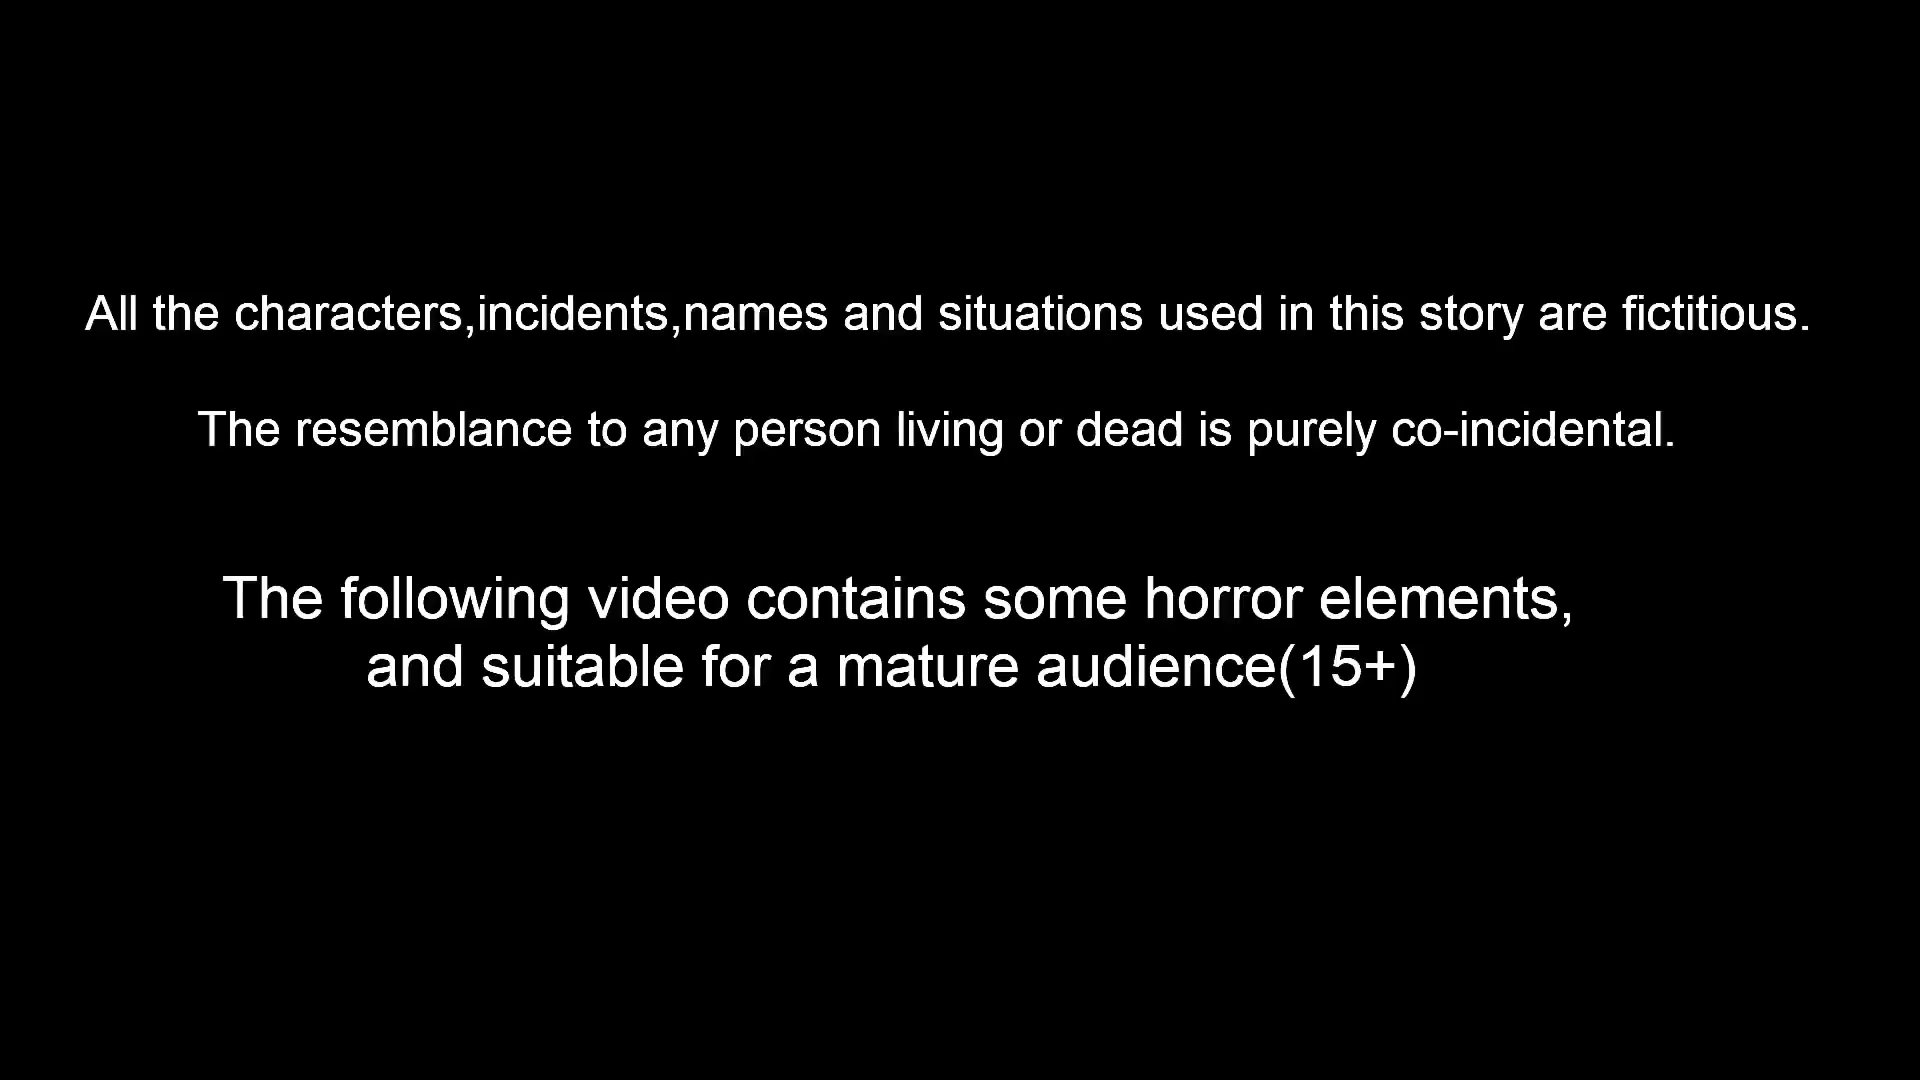 All the characters,incidents,names and situations used in this story are fictitious.
The resemblance to any person living or dead is purely co-incidental.
The following video contains some horror elements,
and suitable for a mature audience(15+)